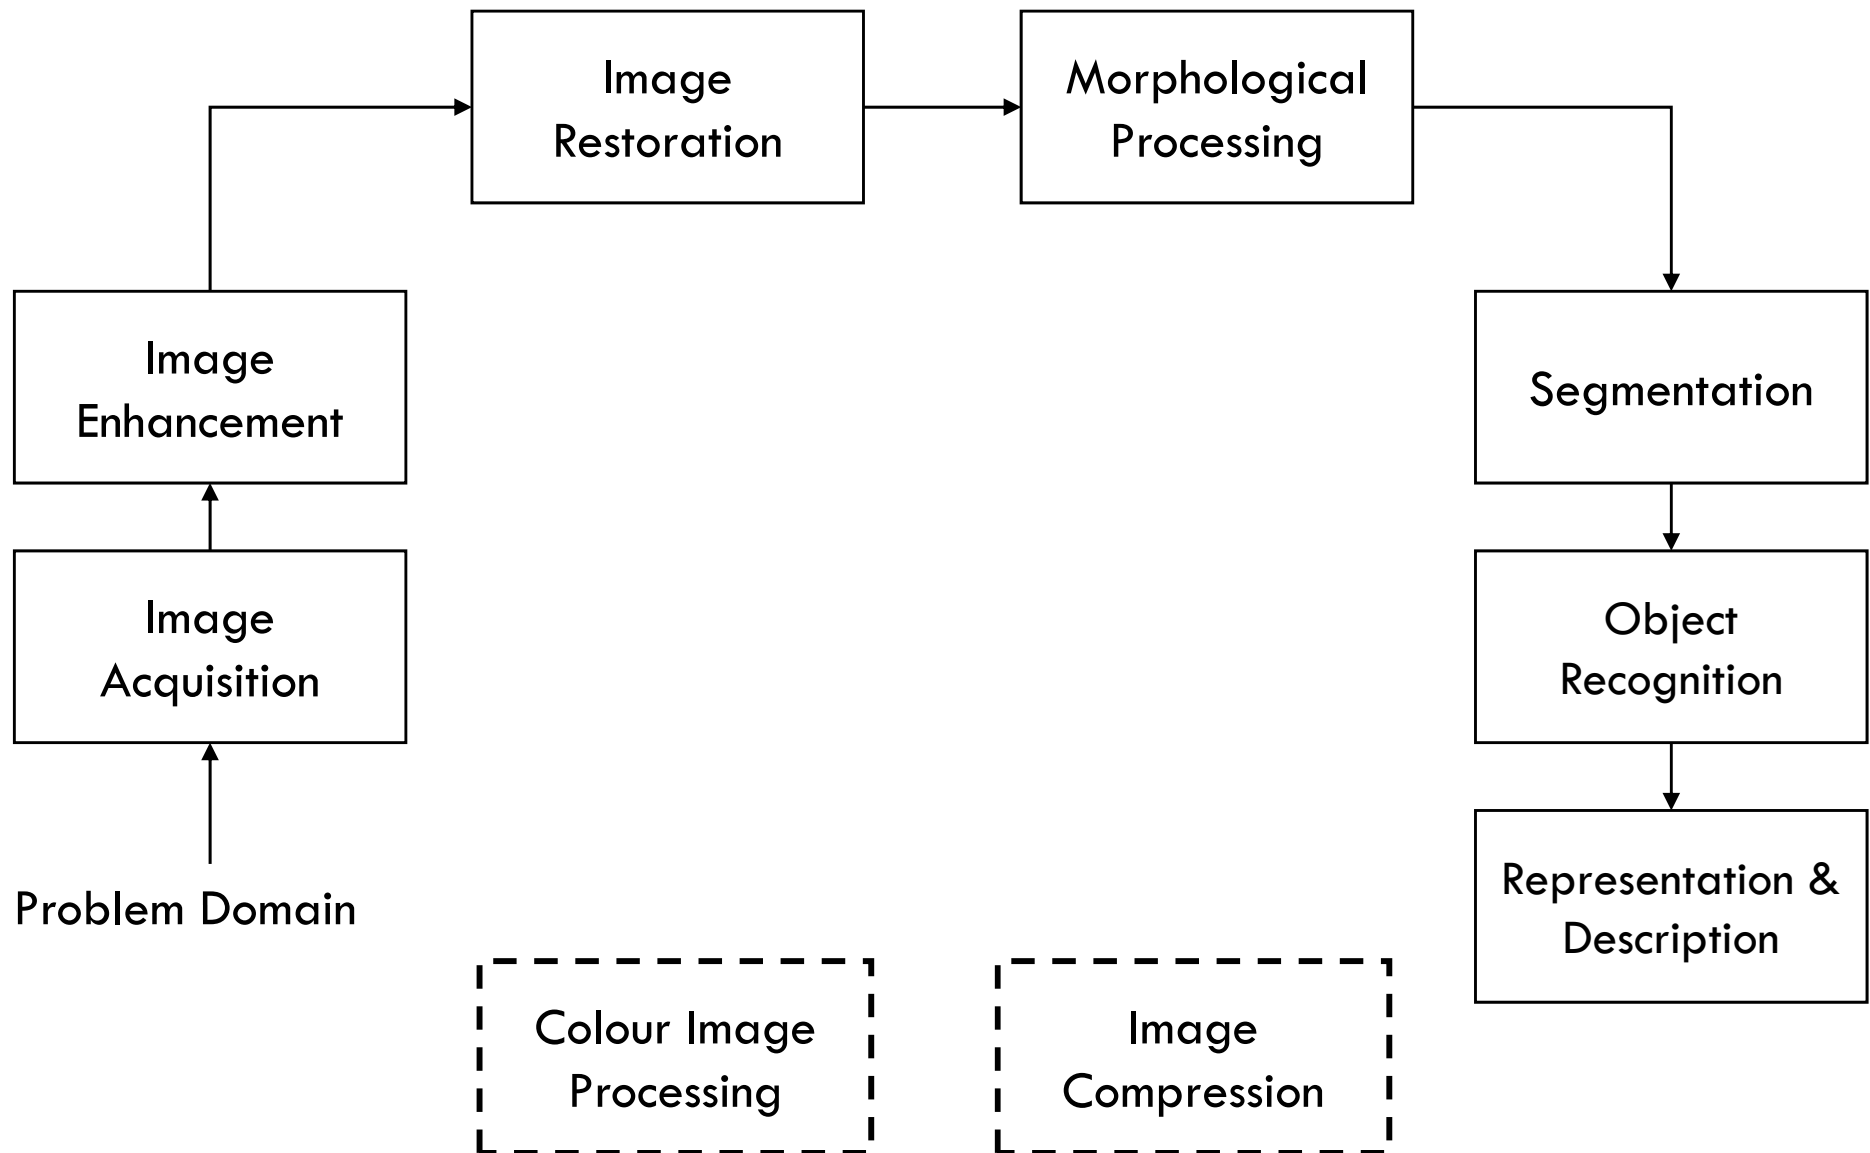 Image
Restoration
Morphological
Processing
Image
Enhancement
Segmentation
Image
Acquisition
Object
Recognition
Problem Domain
Representation &
Description
Colour Image
Processing
Image
Compression